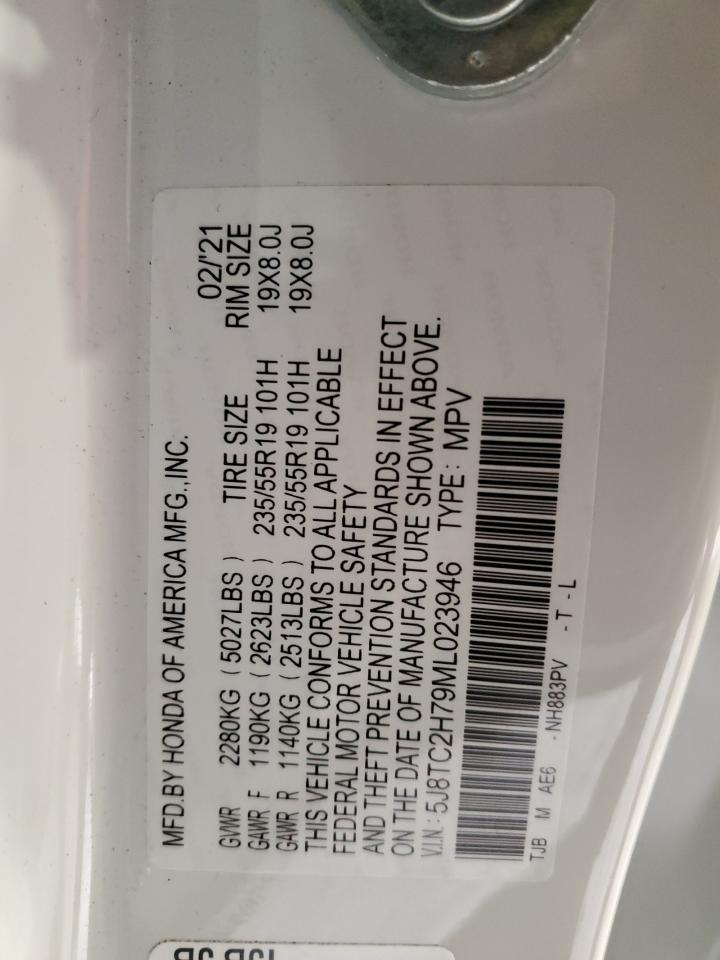 MFD.BY HONDA OF AMERICA MFG.,INC.
02/'21
GVWR 2280KG (5027LBS) TIRE SIZE RIM SIZE
GAWR F 1190KG (2623LBS) 235/55R19 101H 19X8.0J
GAWR R 1140KG (2513LBS) 235/55R19 101H 19X8.0J
THIS VEHICLE CONFORMS TO ALL APPLICABLE
FEDERAL MOTOR VEHICLE SAFETY
AND THEFT PREVENTION STANDARDS IN EFFECT
ON THE DATE OF MANUFACTURE SHOWN ABOVE.
V.I.N.: 5J8TC2H79ML023946 TYPE: MPV
TJB M AE6 -NH883PV -T-L